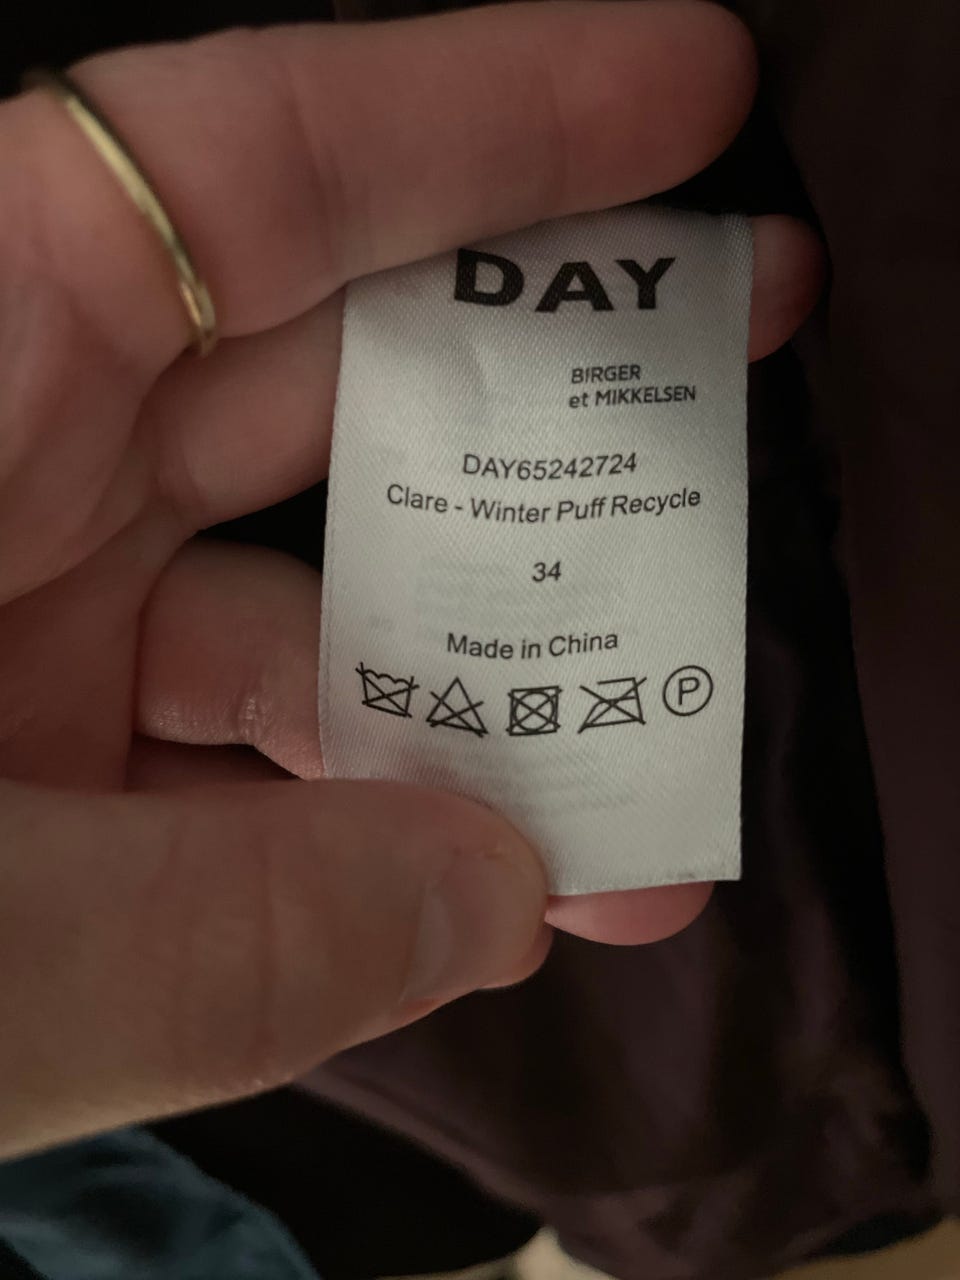 DAY
BIRGER
et MIKKELSEN
DAY65242724
Clare - Winter Puff Recycle
34
Made in China
P